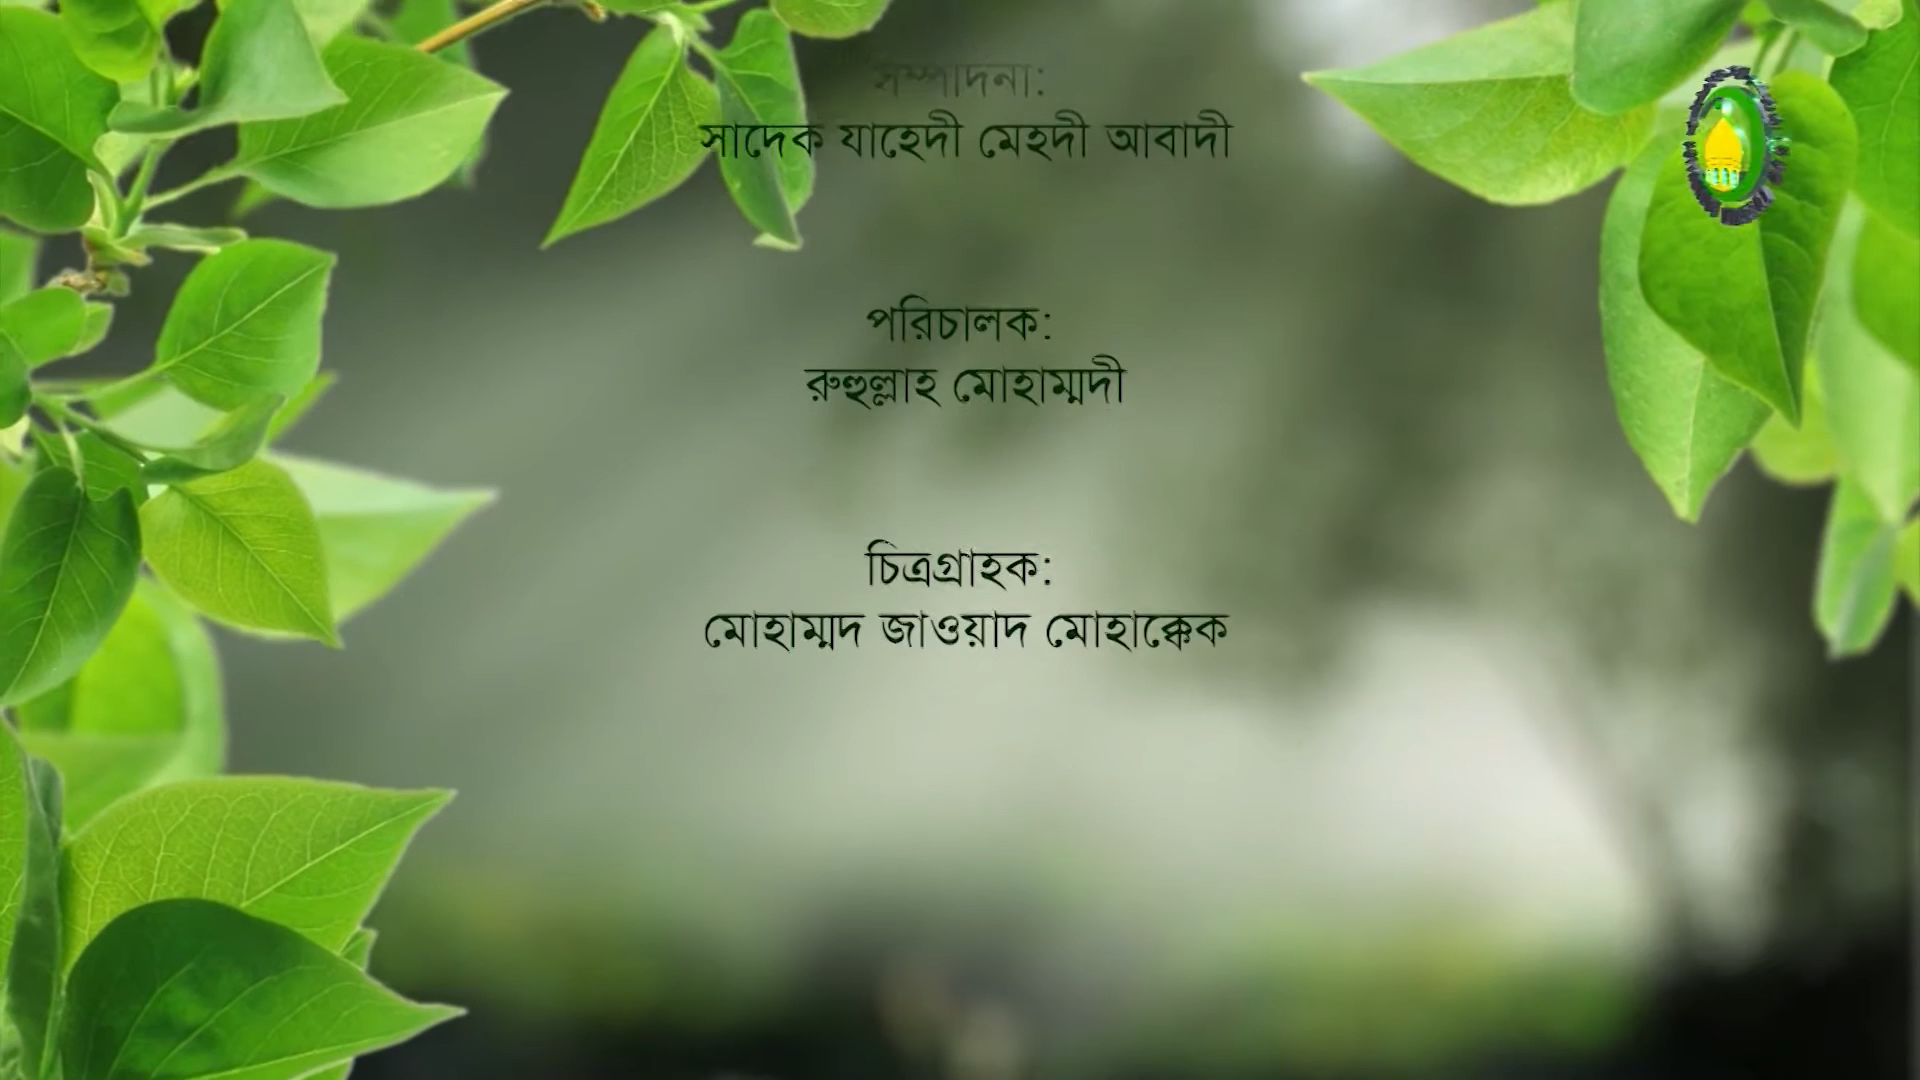 সম্পাদনা:
সাদেক যাহেদী মেহদী আবাদী
পরিচালক:
রুহুল্লাহ মোহাম্মদী
চিত্রগ্রাহক:
মোহাম্মদ জাওয়াদ মোহাক্কেক